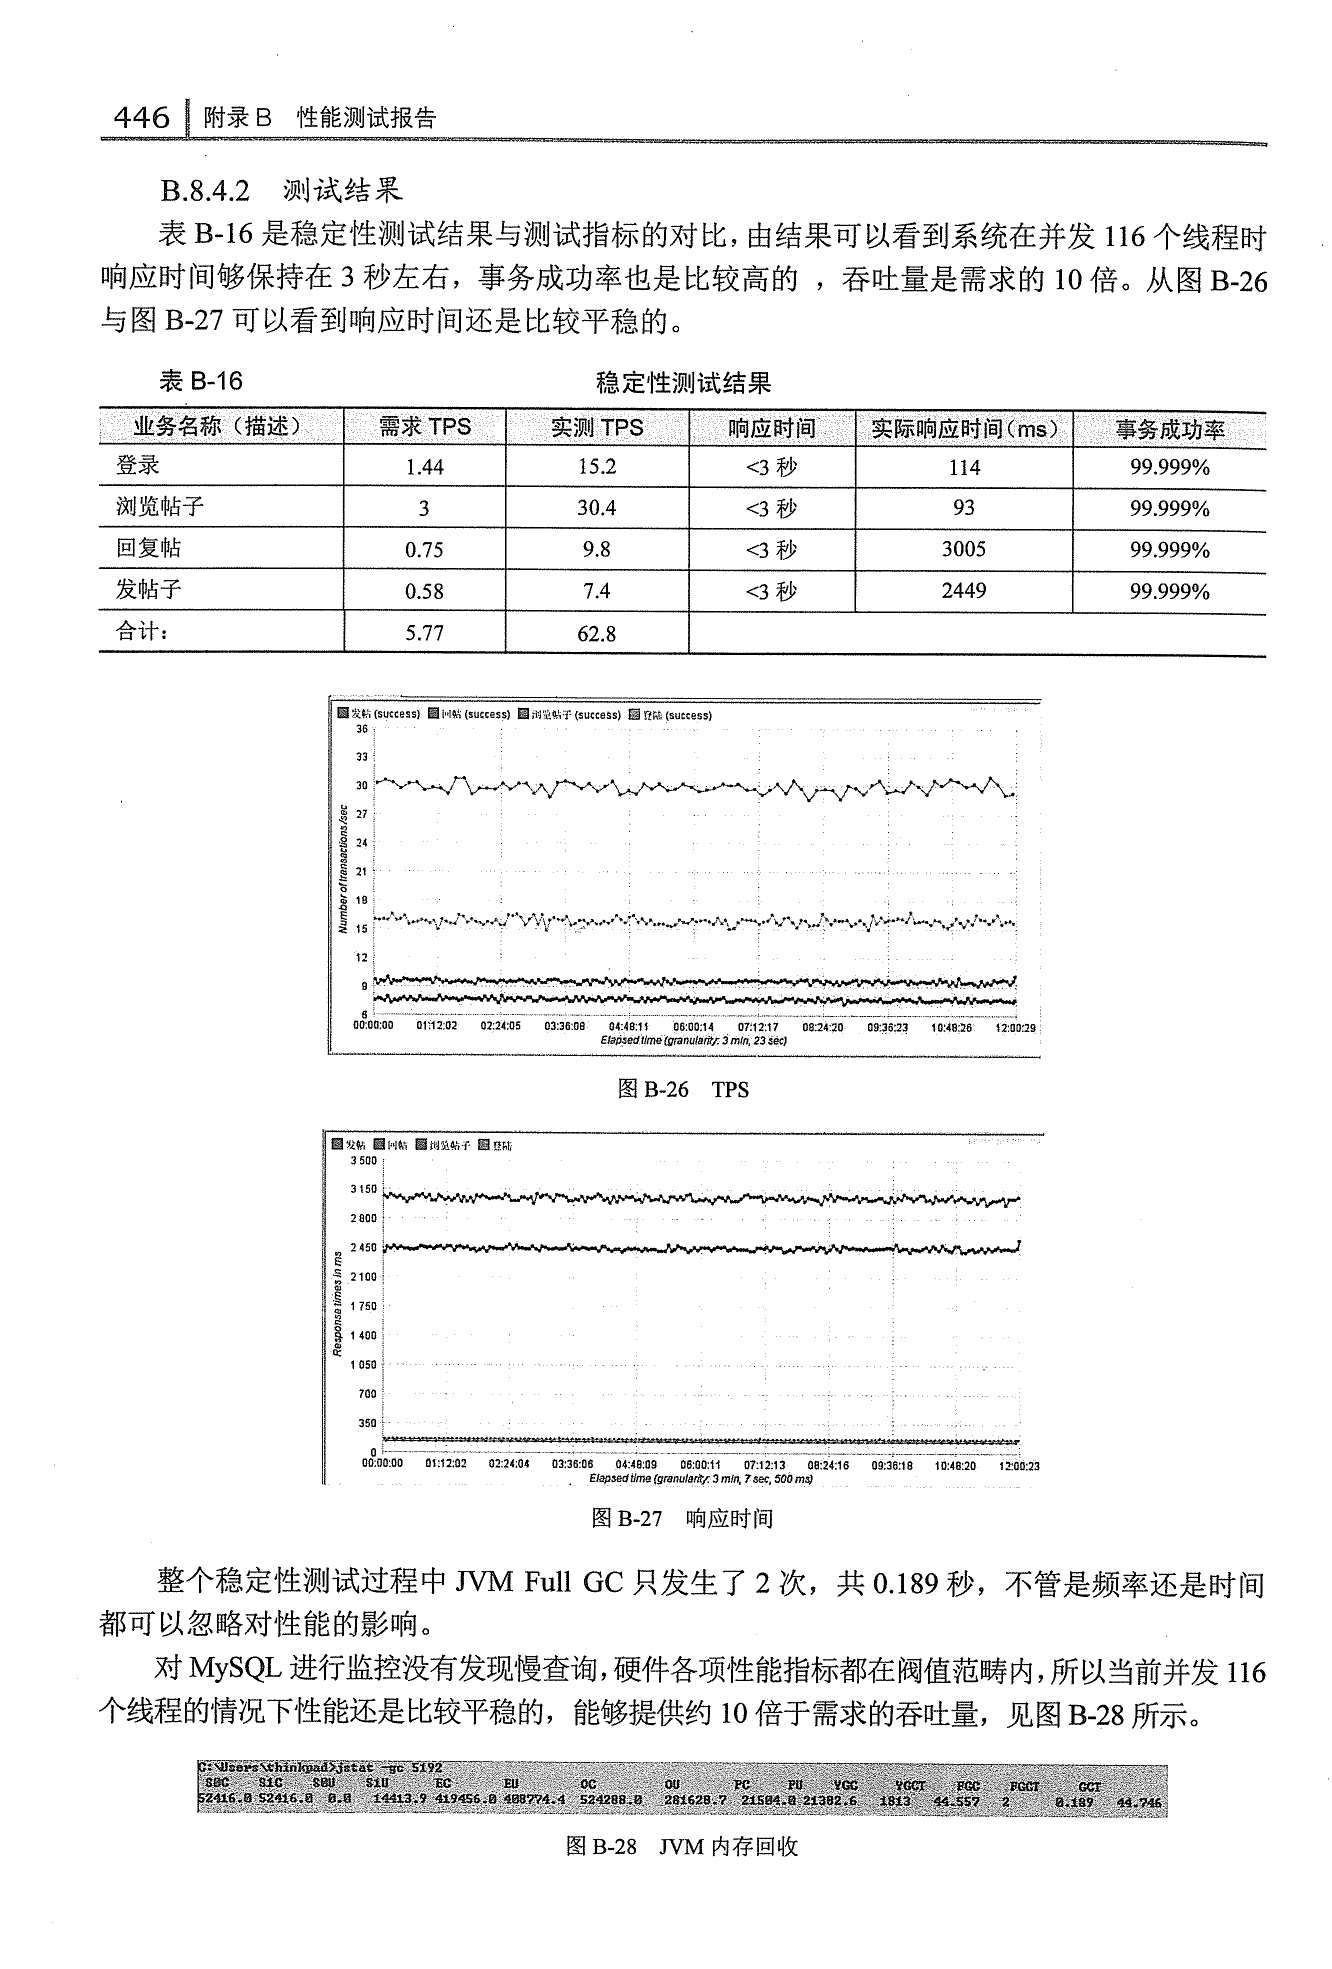 446 附录 B 性能测试报告
B.8.4.2 测试结果
表 B-16 是稳定性测试结果与测试指标的对比，由结果可以看到系统在并发 116 个线程时
响应时间够保持在 3 秒左右，事务成功率也是比较高的 ，吞吐量是需求的 10 倍。从图 B-26
与图 B-27 可以看到响应时间还是比较平稳的。
表 B-16 稳定性测试结果
业务名称（描述） 需求 TPS 实测 TPS 响应时间 实际响应时间（ms） 事务成功率
登录 1.44 15.2 <3 秒 114 99.999%
浏览帖子 3 30.4 <3 秒 93 99.999%
回复帖 0.75 9.8 <3 秒 3005 99.999%
发帖子 0.58 7.4 <3 秒 2449 99.999%
合计： 5.77 62.8
发帖 (success) 回帖 (success) 浏览帖子 (success) 登陆 (success)
36
33
30
27
24
21
18
15
12
9
6
Number of transactions /sec
00:00:00 01:12:02 02:24:05 03:36:08 04:48:11 06:00:14 07:12:17 08:24:20 09:36:23 10:48:26 12:00:29
Elapsed time (granularity: 3 min, 23 sec)
图 B-26 TPS
发帖 回帖 浏览帖子 登陆
3 500
3 150
2 800
2 450
2 100
1 750
1 400
1 050
700
350
0
Response times in ms
00:00:00 01:12:02 02:24:04 03:36:06 04:48:09 06:00:11 07:12:13 08:24:16 09:36:18 10:48:20 12:00:23
Elapsed time (granularity: 3 min, 7 sec, 500 ms)
图 B-27 响应时间
整个稳定性测试过程中 JVM Full GC 只发生了 2 次，共 0.189 秒，不管是频率还是时间
都可以忽略对性能的影响。
对 MySQL 进行监控没有发现慢查询，硬件各项性能指标都在阀值范畴内，所以当前并发 116
个线程的情况下性能还是比较平稳的，能够提供约 10 倍于需求的吞吐量，见图 B-28 所示。
C:\Users\thinkpad>jstat -gc 5192
S0C S1C S0U S1U EC EU OC OU PC PU YGC YGCT FGC FGCT GCT
52416.0 52416.0 0.0 14413.9 419456.0 408774.4 524288.0 281628.7 21504.0 21382.6 1813 44.557 2 0.189 44.746
图 B-28 JVM 内存回收